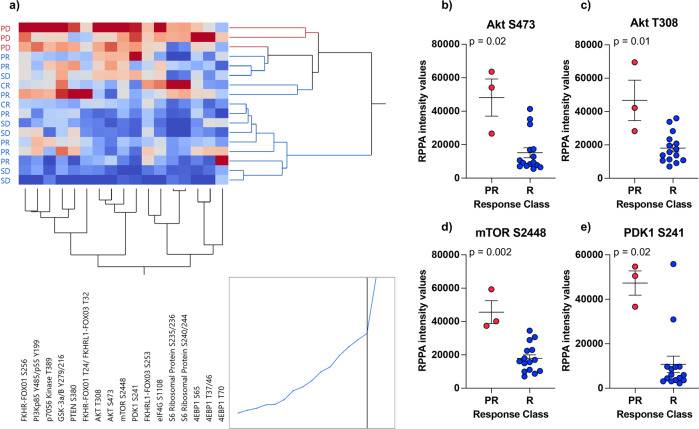 a)
PD
PD
PD
PR
PR
SD
CR
PR
CR
PR
SD
SD
PR
PR
PR
SD
SD
FKHR-FOXO1 S256
PI3Kp85 Y485/p55 Y199
p70S6 Kinase T389
GSK-3a/B Y279/216
PTEN S380
FKHR-FOXO1 T24/ FKHRL1-FOXO3 T32
AKT T308
AKT S473
mTOR S2448
PDK1 S241
FKHRL1-FOXO3 S253
eIF4G S1108
S6 Ribosomal Protein S235/236
S6 Ribosomal Protein S240/244
4EBP1 S65
4EBP1 T37/46
4EBP1 T70
b)
Akt S473
p = 0.02
RPPA intensity values
80000
60000
40000
20000
0
PR
R
Response Class
c)
Akt T308
p = 0.01
RPPA intensity values
80000
60000
40000
20000
0
PR
R
Response Class
d)
mTOR S2448
p = 0.002
RPPA intensity values
80000
60000
40000
20000
0
PR
R
Response Class
e)
PDK1 S241
p = 0.02
RPPA intensity values
60000
40000
20000
0
PR
R
Response Class